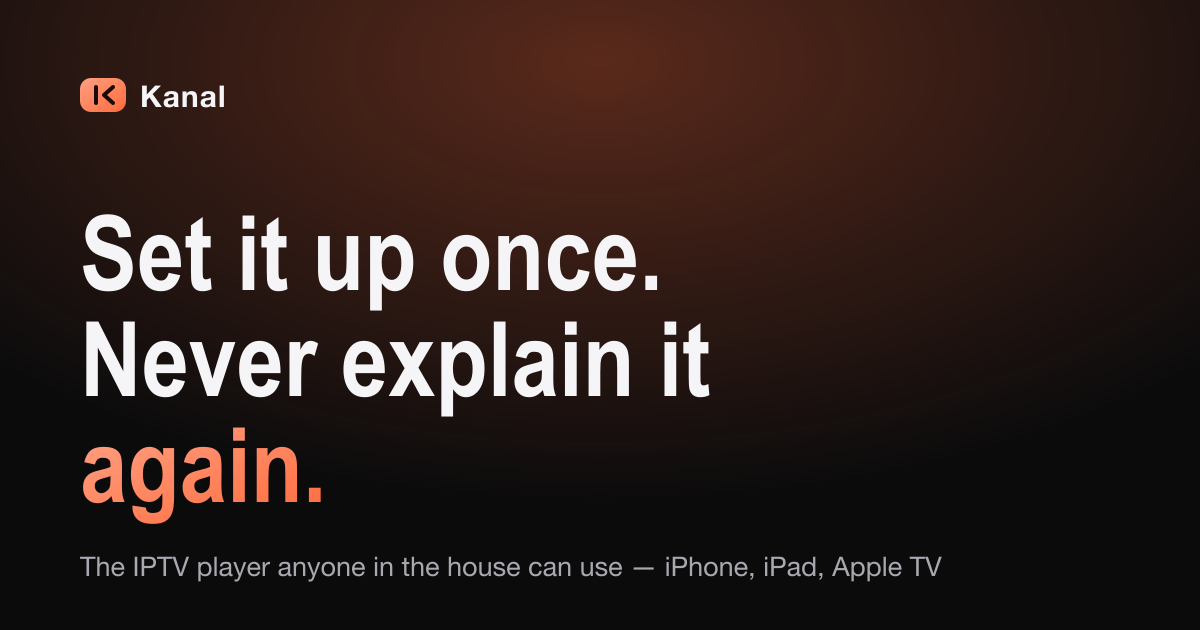 Kanal
Set it up once.
Never explain it
again.
The IPTV player anyone in the house can use — iPhone, iPad, Apple TV